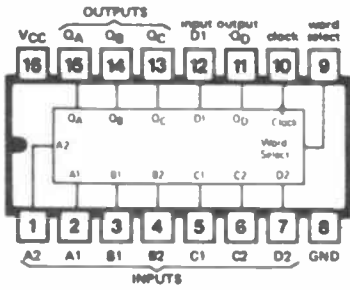 OUTPUTS
input output word
VCC QA QB QC D1 QD clock select
16 15 14 13 12 11 10 9
QA QB QC D1 QD Clock
A2 Word
Select
A1 B1 B2 C1 C2 D2
1 2 3 4 5 6 7 8
A2 A1 B1 B2 C1 C2 D2 GND
INPUTS